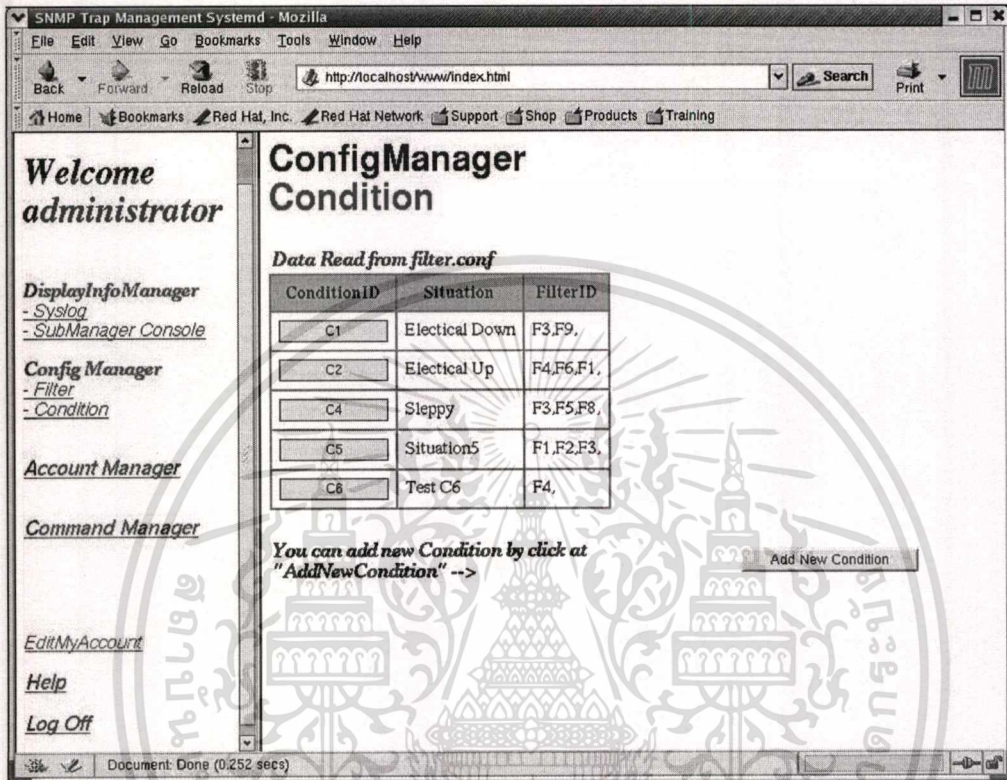 SNMP Trap Management Systemd - Mozilla
File Edit View Go Bookmarks Tools Window Help
Back Forward Reload Stop http://localhost/www/index.html Search Print
Home Bookmarks Red Hat, Inc. Red Hat Network Support Shop Products Training
Welcome
administrator
DisplayInfoManager
- Syslog
- SubManager Console
Config Manager
- Filter
- Condition
Account Manager
Command Manager
EditMyAccount
Help
Log Off
ConfigManager
Condition
Data Read from filter.conf
ConditionID Situation FilterID
C1 Electical Down F3,F9,
C2 Electical Up F4,F6,F1,
C4 Sleppy F3,F5,F8,
C5 Situation5 F1,F2,F3,
C6 Test C6 F4,
You can add new Condition by click at
"AddNewCondition" -->
Add New Condition
Document: Done (0.252 secs)